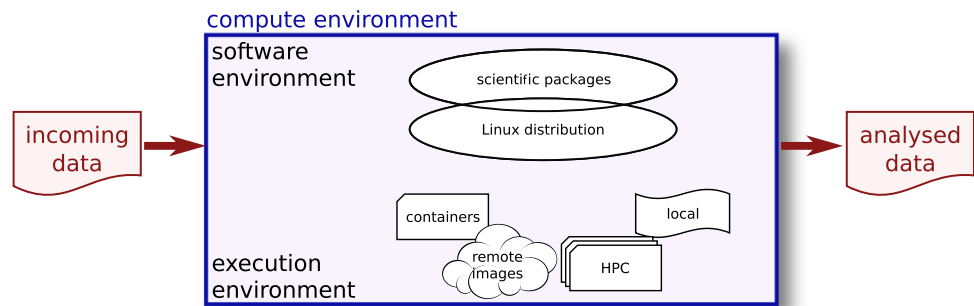 compute environment
software
environment
scientific packages
Linux distribution
incoming
data
analysed
data
containers
local
remote
images
HPC
execution
environment